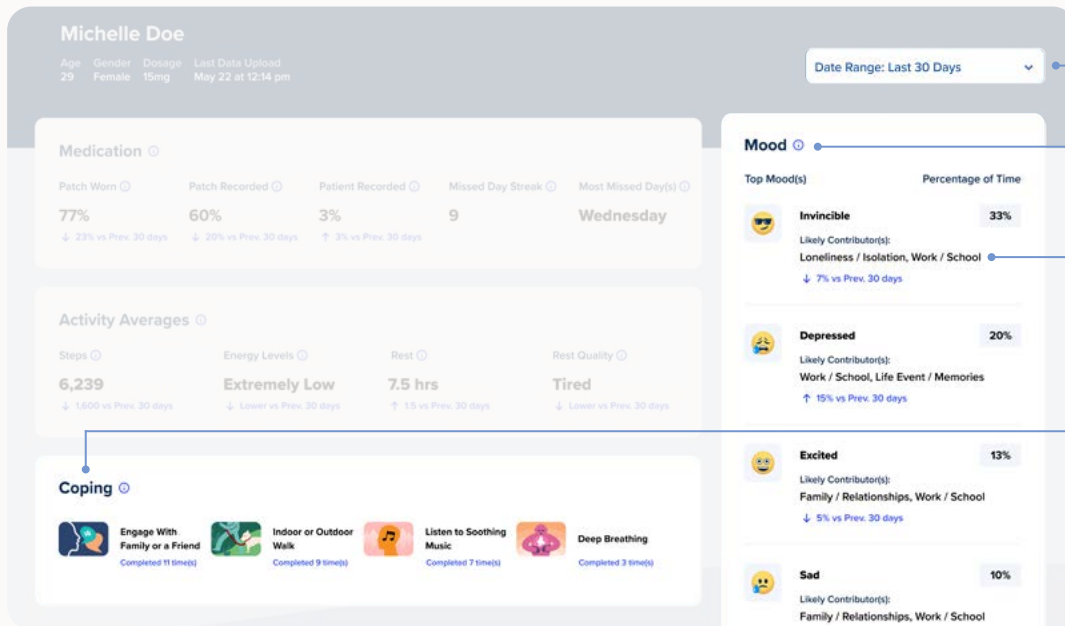 Michelle Doe
Age Gender Dosage Last Data Upload
29 Female 15mg May 22 at 12:14 pm
Date Range: Last 30 Days
Medication
Patch Worn Patch Recorded Patient Recorded Missed Day Streak Most Missed Day(s)
77% 60% 3% 9 Wednesday
↓ 23% vs Prev. 30 days ↓ 20% vs Prev. 30 days ↑ 3% vs Prev. 30 days
Activity Averages
Steps Energy Levels Rest Rest Quality
6,239 Extremely Low 7.5 hrs Tired
↓ 1,600 vs Prev. 30 days ↓ Lower vs Prev. 30 days ↑ 1.5 vs Prev. 30 days ↓ Lower vs Prev. 30 days
Coping
Engage With
Family or a Friend
Completed 11 time(s)
Indoor or Outdoor
Walk
Completed 9 time(s)
Listen to Soothing
Music
Completed 7 time(s)
Deep Breathing
Completed 3 time(s)
Mood
Top Mood(s) Percentage of Time
Invincible 33%
Likely Contributor(s):
Loneliness / Isolation, Work / School
↓ 7% vs Prev. 30 days
Depressed 20%
Likely Contributor(s):
Work / School, Life Event / Memories
↑ 15% vs Prev. 30 days
Excited 13%
Likely Contributor(s):
Family / Relationships, Work / School
↓ 5% vs Prev. 30 days
Sad 10%
Likely Contributor(s):
Family / Relationships, Work / School